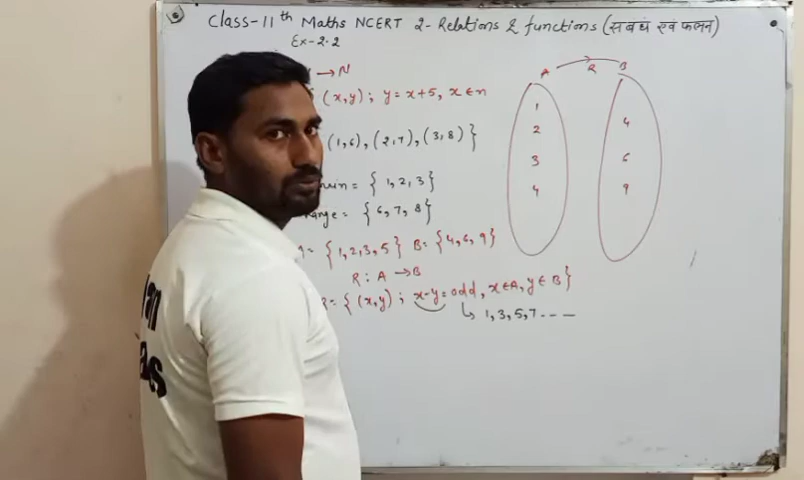 Class-11th Maths NCERT 2-Relations & functions (सबंध एवं फलन)
Ex-2.2
→ N
(x,y); y = x+5, x ∈ n
(1,6), (2,7), (3,8) }
= { 1,2,3 }
range = { 6,7,8 }
= { 1,2,3,5 } B = { 4,6,9 }
R : A → B
R = { (x,y) ; x-y = odd, x ∈ A, y ∈ B }
↳ 1,3,5,7 ----
A R B
1
2
3
4
4
6
9